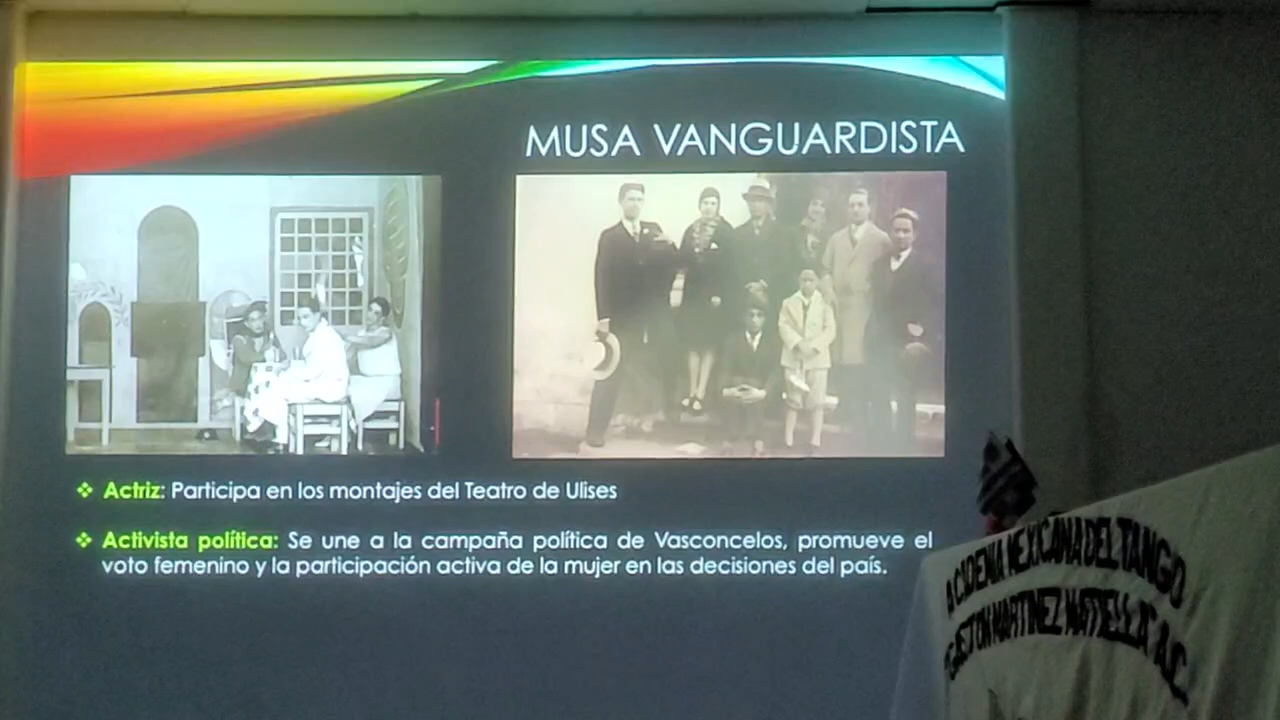 MUSA VANGUARDISTA
Actriz: Participa en los montajes del Teatro de Ulises
Activista política: Se une a la campaña política de Vasconcelos, promueve el
voto femenino y la participación activa de la mujer en las decisiones del país.
ACADEMIA MEXICANA DEL TANGO
MARTINEZ MATIELLA" A.C.